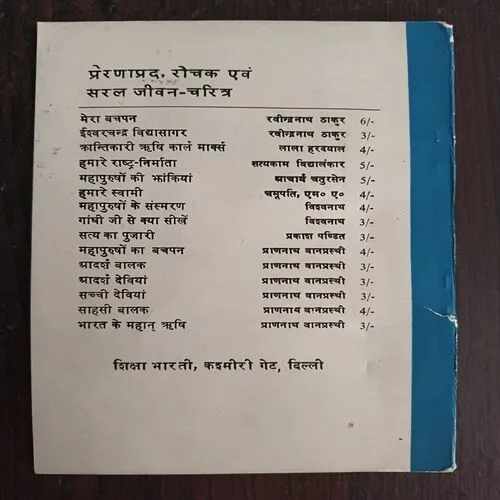 प्रेरणाप्रद, रोचक एवं
सरल जीवन-चरित्र
मेरा बचपन रवीन्द्रनाथ ठाकुर 6/-
ईश्वरचन्द्र विद्यासागर रवीन्द्रनाथ ठाकुर 3/-
क्रान्तिकारी ऋषि कार्ल मार्क्स लाला हरदयाल 4/-
हमारे राष्ट्र-निर्माता सत्यकाम विद्यालंकार 5/-
महापुरुषों की झांकियां आचार्य चतुरसेन 5/-
हमारे स्वामी चमूपति, एम० ए० 4/-
महापुरुषों के संस्मरण विश्वनाथ 4/-
गांधी जी से क्या सीखें विश्वनाथ 3/-
सत्य का पुजारी प्रकाश पण्डित 3/-
महापुरुषों का बचपन प्राणनाथ वानप्रस्थी 4/-
आदर्श बालक प्राणनाथ वानप्रस्थी 3/-
आदर्श देवियां प्राणनाथ वानप्रस्थी 3/-
सच्ची देवियां प्राणनाथ वानप्रस्थी 3/-
साहसी बालक प्राणनाथ वानप्रस्थी 4/-
भारत के महान् ऋषि प्राणनाथ वानप्रस्थी 3/-
शिक्षा भारती, कश्मीरी गेट, दिल्ली